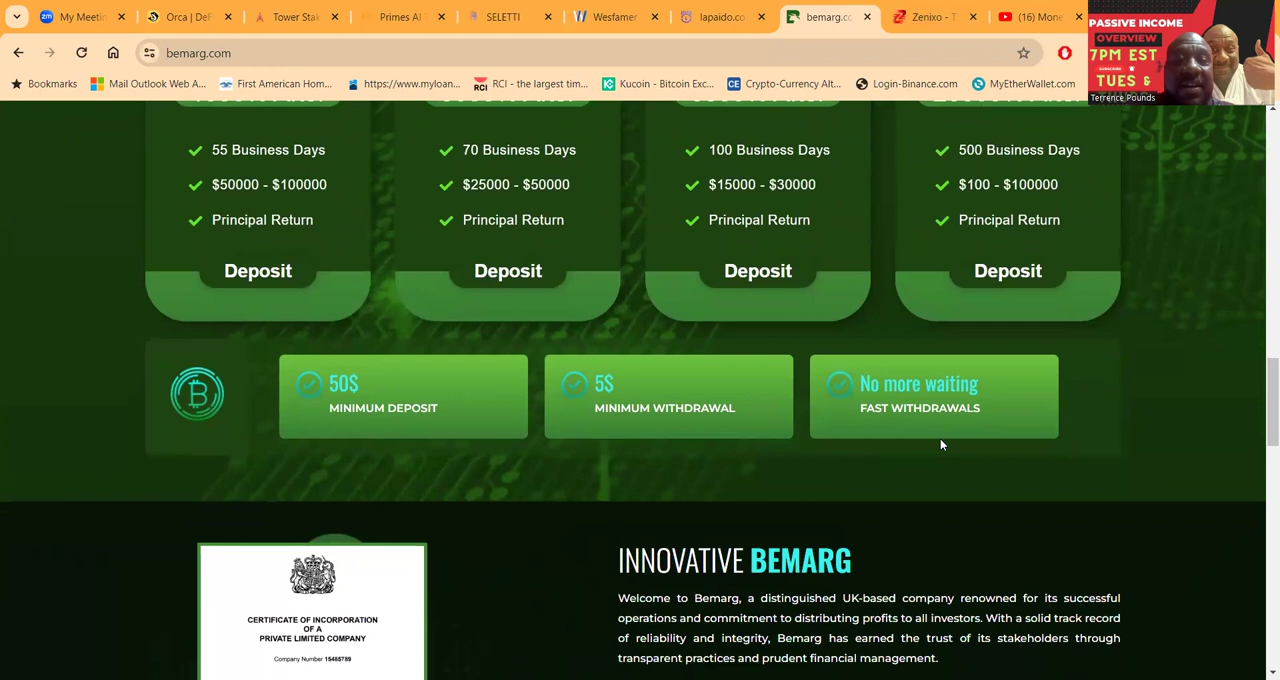 My Meetin
Orca | DeF
Tower Stak
Primes AI T
SELETTI
Wesfamer
lapaido.co
bemarg.co
Zenixo - T
(16) Mone
bemarg.com
Bookmarks
Mail Outlook Web A...
First American Hom...
https://www.myloan...
RCI - the largest tim...
Kucoin - Bitcoin Exc...
Crypto-Currency Alt...
Login-Binance.com
MyEtherWallet.com
PASSIVE INCOME
OVERVIEW
7PM EST
TUES &
Terrence Pounds
55 Business Days
$50000 - $100000
Principal Return
Deposit
70 Business Days
$25000 - $50000
Principal Return
Deposit
100 Business Days
$15000 - $30000
Principal Return
Deposit
500 Business Days
$100 - $100000
Principal Return
Deposit
50$
MINIMUM DEPOSIT
5$
MINIMUM WITHDRAWAL
No more waiting
FAST WITHDRAWALS
CERTIFICATE OF INCORPORATION
OF A
PRIVATE LIMITED COMPANY
Company Number 15485789
INNOVATIVE BEMARG
Welcome to Bemarg, a distinguished UK-based company renowned for its successful
operations and commitment to distributing profits to all investors. With a solid track record
of reliability and integrity, Bemarg has earned the trust of its stakeholders through
transparent practices and prudent financial management.